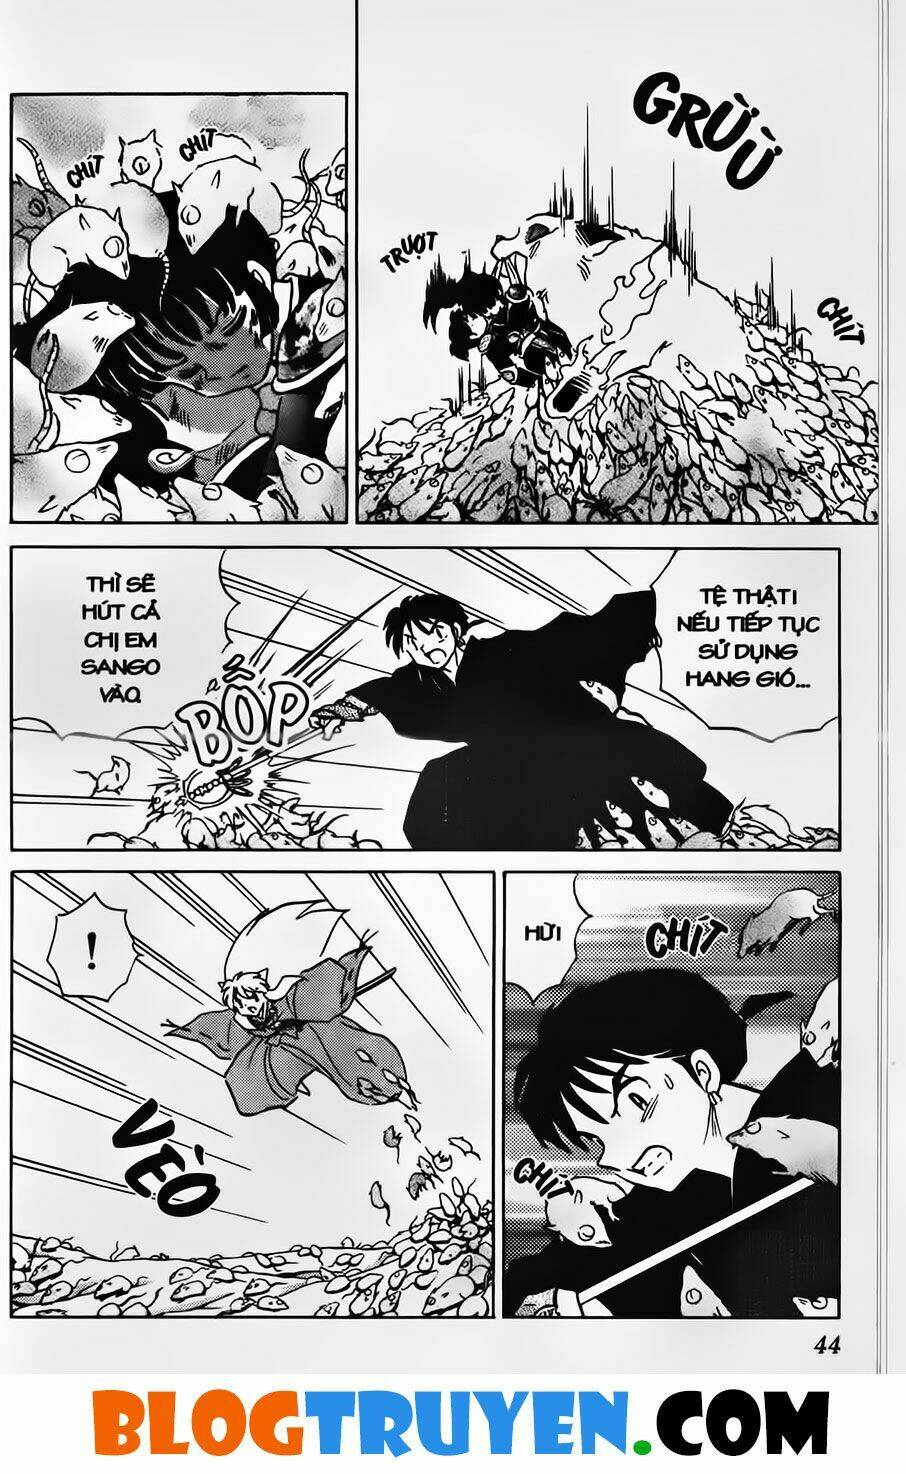 GRỪỪ
TRƯỢT
CHÍT
CHÍT
CHÍT
TỆ THẬT!
NẾU TIẾP TỤC
SỬ DỤNG
HANG GIÓ...
THÌ SẼ
HÚT CẢ
CHỊ EM
SANGO
VÀO.
BỐP
HỪ!
CHÍT
CHÍT
!
VÈO
44
BLOGTRUYEN.COM